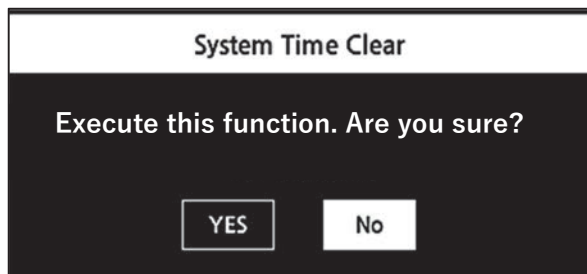 System Time Clear
Execute this function. Are you sure?
YES
No